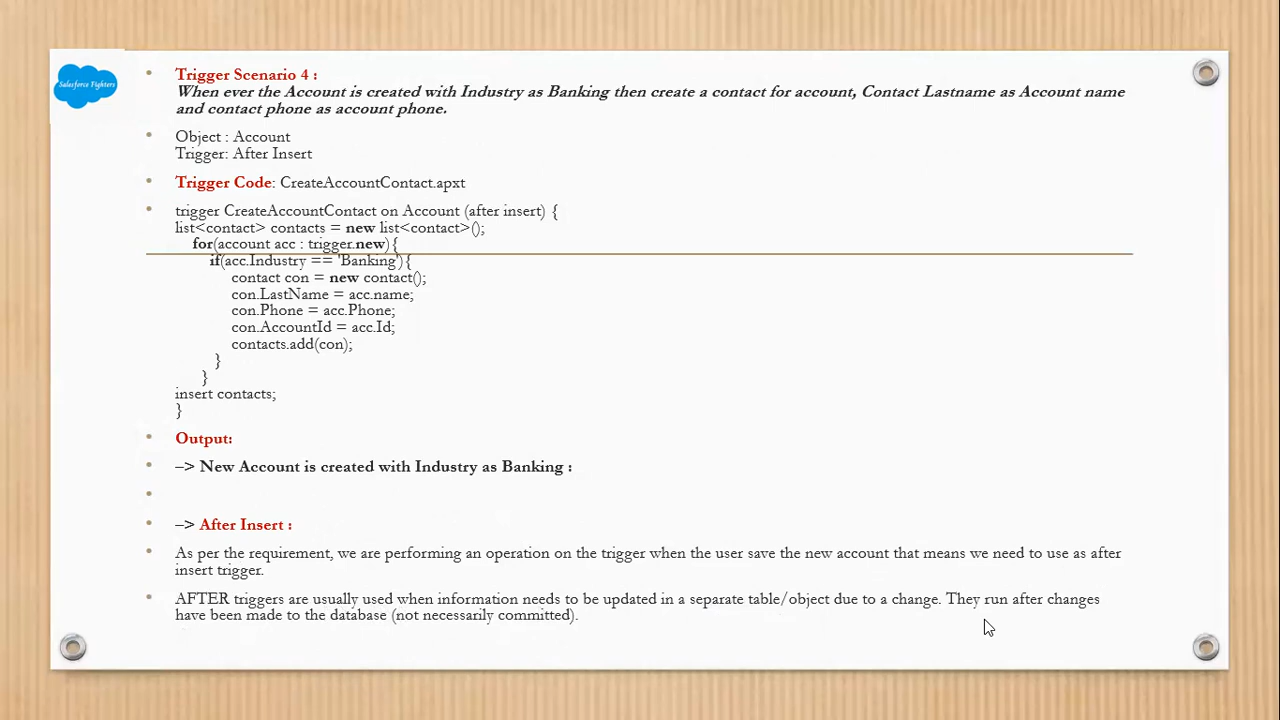 Salesforce Fighters
Trigger Scenario 4 :
When ever the Account is created with Industry as Banking then create a contact for account, Contact Lastname as Account name
and contact phone as account phone.
Object : Account
Trigger: After Insert
Trigger Code: CreateAccountContact.apxt
trigger CreateAccountContact on Account (after insert) {
list<contact> contacts = new list<contact>();
for(account acc : trigger.new){
if(acc.Industry == 'Banking'){
contact con = new contact();
con.LastName = acc.name;
con.Phone = acc.Phone;
con.AccountId = acc.Id;
contacts.add(con);
}
}
insert contacts;
}
Output:
–> New Account is created with Industry as Banking :
–> After Insert :
As per the requirement, we are performing an operation on the trigger when the user save the new account that means we need to use as after
insert trigger.
AFTER triggers are usually used when information needs to be updated in a separate table/object due to a change. They run after changes
have been made to the database (not necessarily committed).